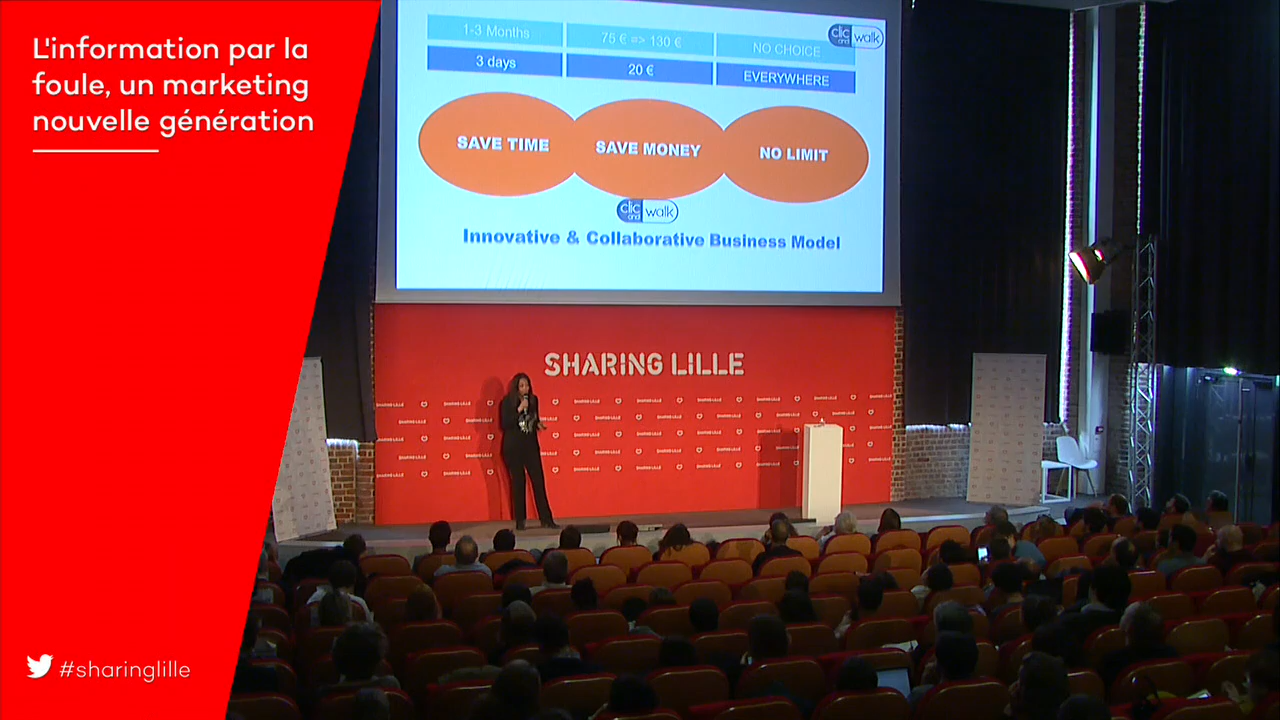 L'information par la
foule, un marketing
nouvelle génération
#sharinglille
1-3 Months
75 € => 130 €
NO CHOICE
clic and walk
3 days
20 €
EVERYWHERE
SAVE TIME
SAVE MONEY
NO LIMIT
clic and walk
Innovative & Collaborative Business Model
SHARING LILLE